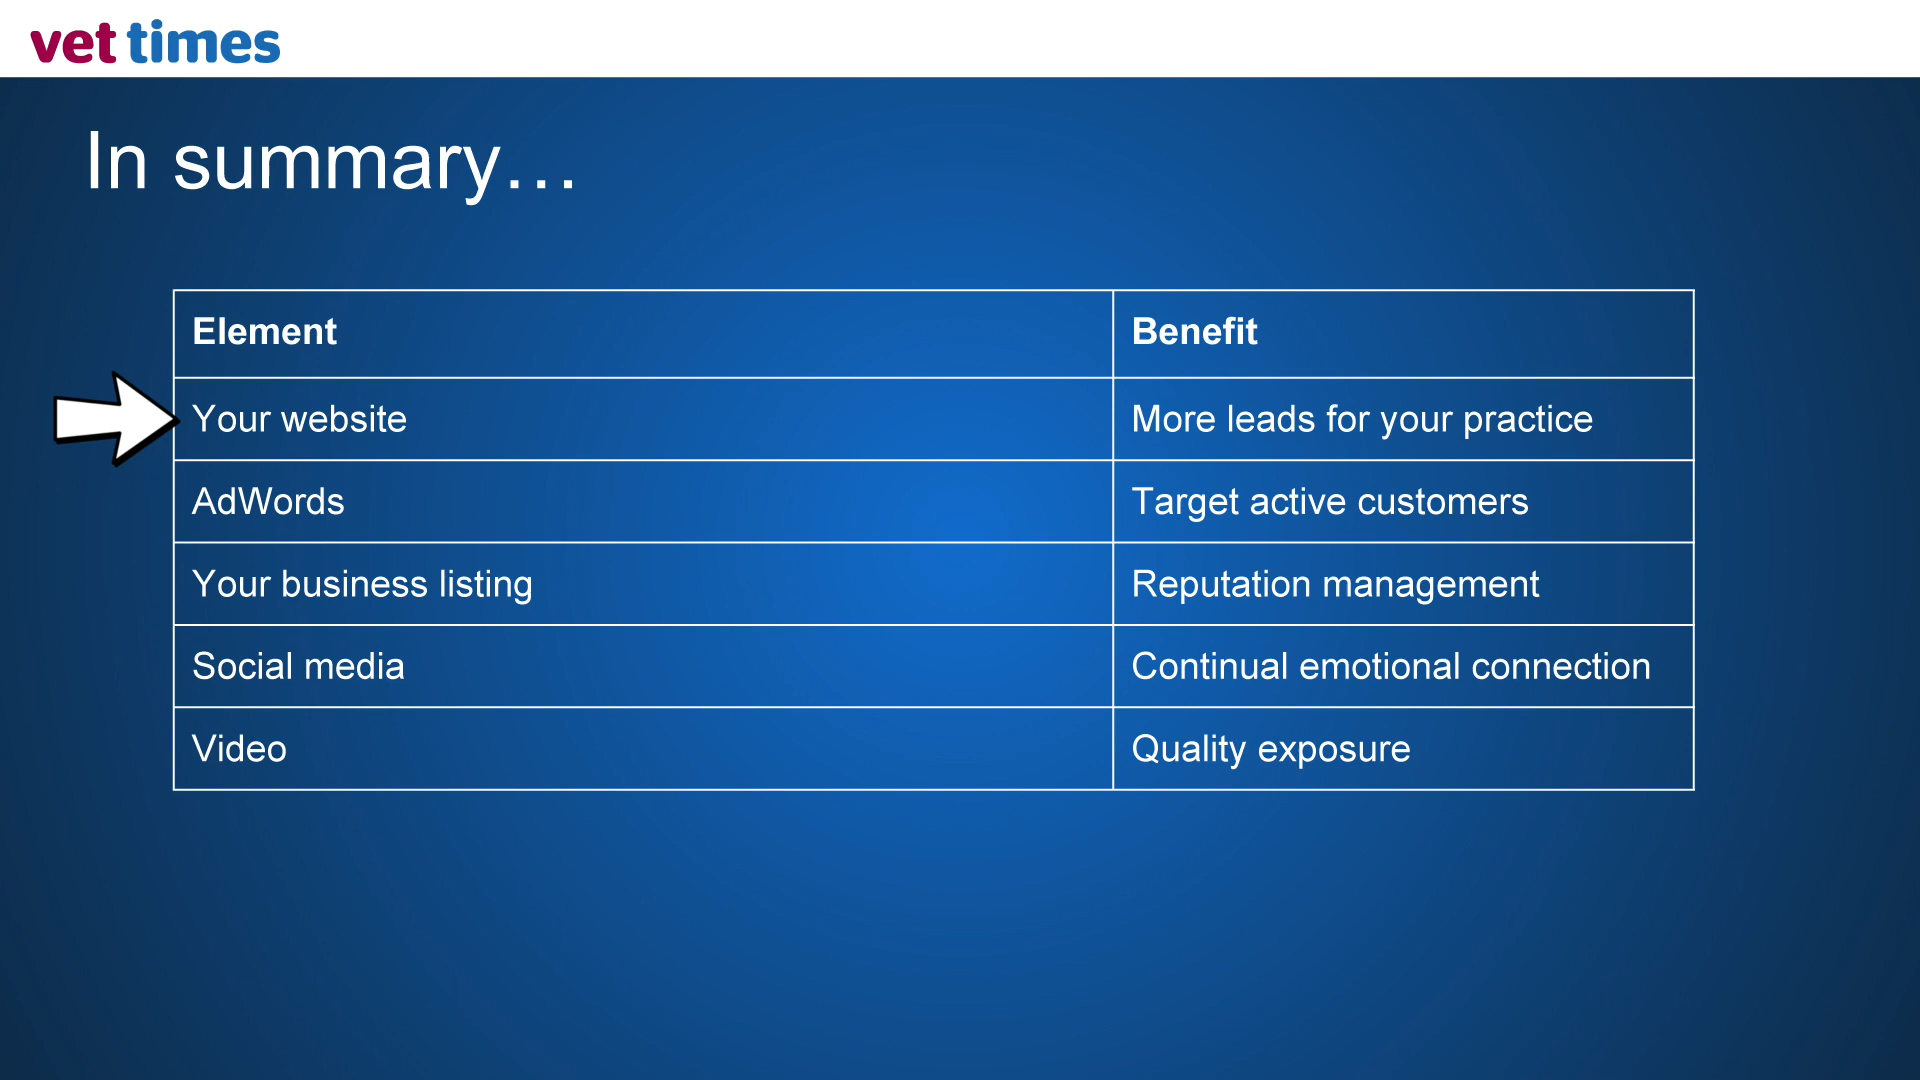 vet times
In summary…
Element Benefit
Your website More leads for your practice
AdWords Target active customers
Your business listing Reputation management
Social media Continual emotional connection
Video Quality exposure